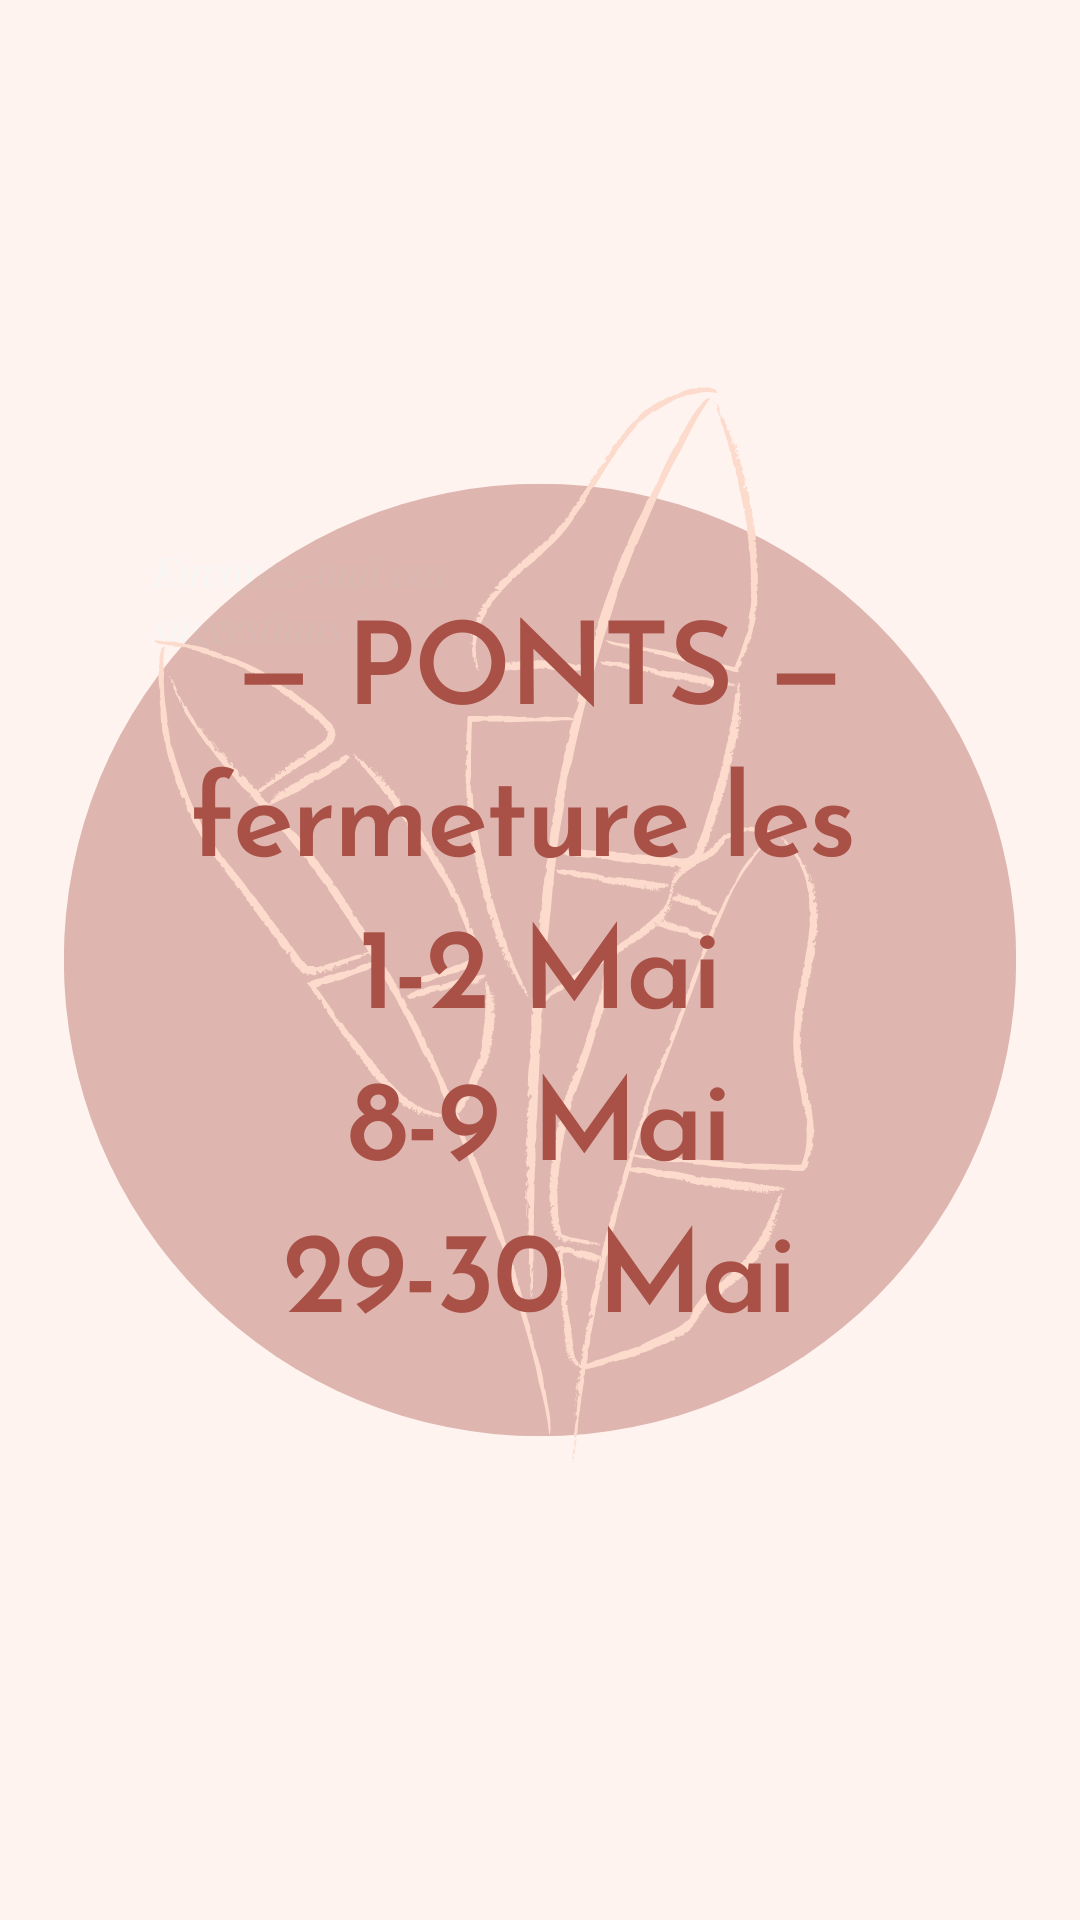 – PONTS –
fermeture les
1-2 Mai
8-9 Mai
29-30 Mai